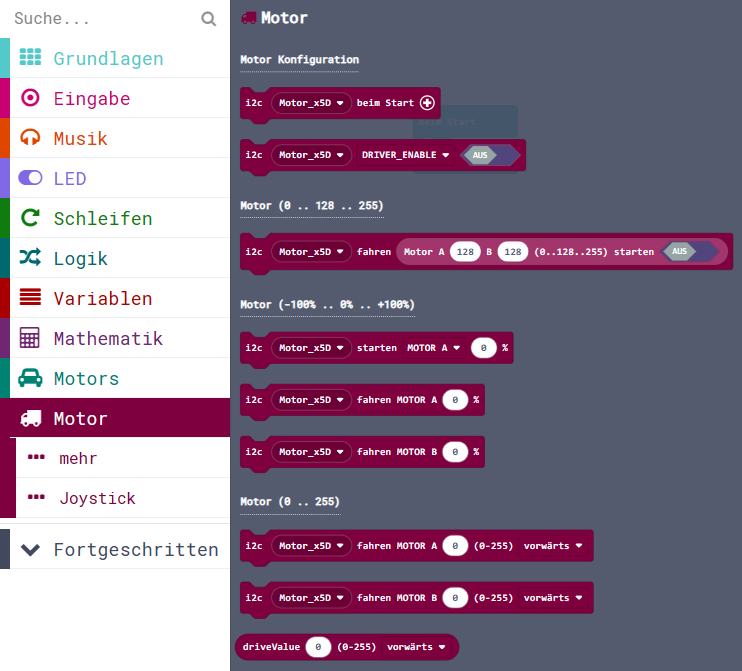 Suche...
Grundlagen
Eingabe
Musik
LED
Schleifen
Logik
Variablen
Mathematik
Motors
Motor
mehr
Joystick
Fortgeschritten
Motor
Motor Konfiguration
i2c Motor_x5D beim Start
i2c Motor_x5D DRIVER_ENABLE AUS
Motor (0 .. 128 .. 255)
i2c Motor_x5D fahren Motor A 128 B 128 (0..128..255) starten AUS
Motor (-100% .. 0% .. +100%)
i2c Motor_x5D starten MOTOR A 0 %
i2c Motor_x5D fahren MOTOR A 0 %
i2c Motor_x5D fahren MOTOR B 0 %
Motor (0 .. 255)
i2c Motor_x5D fahren MOTOR A 0 (0-255) vorwärts
i2c Motor_x5D fahren MOTOR B 0 (0-255) vorwärts
driveValue 0 (0-255) vorwärts